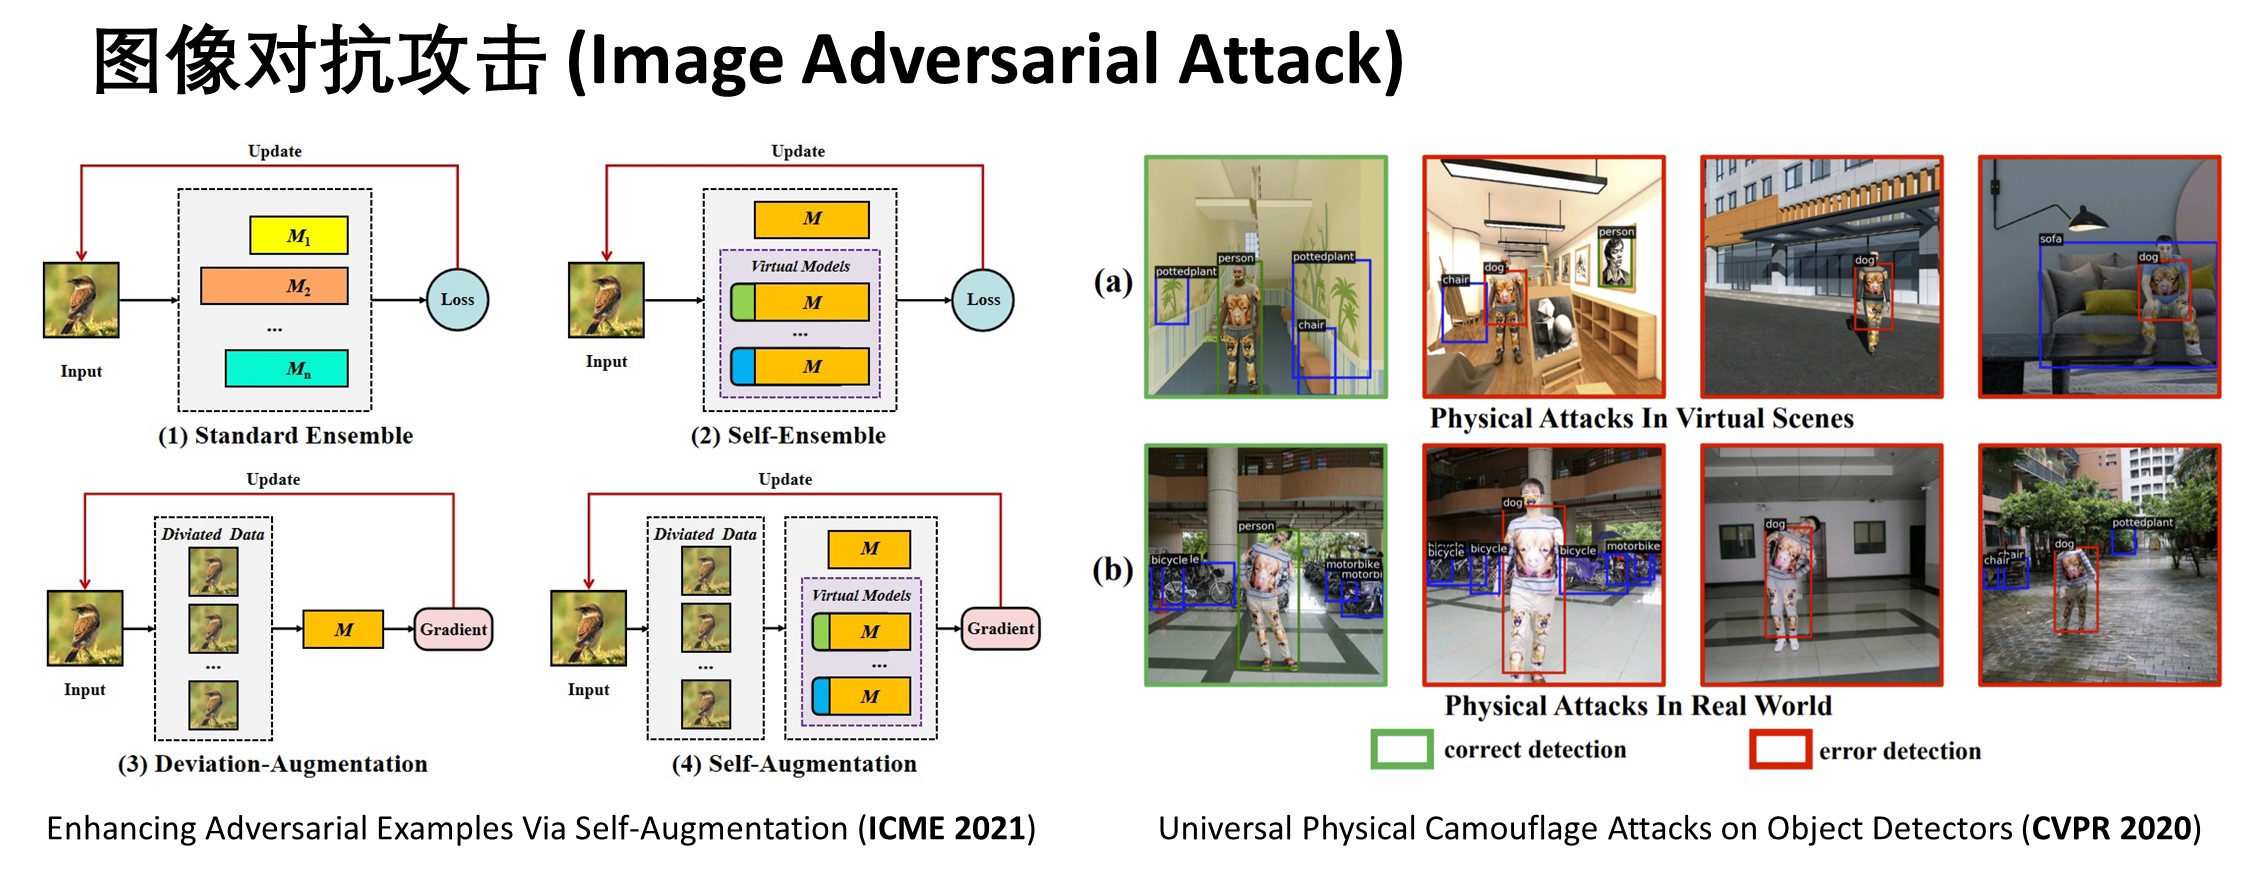 图像对抗攻击 (Image Adversarial Attack)
Update
M1
M2
...
Mn
Loss
Input
(1) Standard Ensemble
Update
M
Virtual Models
M
...
M
Loss
Input
(2) Self-Ensemble
Update
Diviated Data
...
M
Gradient
Input
(3) Deviation-Augmentation
Update
Diviated Data
...
M
Virtual Models
M
...
M
Gradient
Input
(4) Self-Augmentation
Enhancing Adversarial Examples Via Self-Augmentation (ICME 2021)
(a)
pottedplant
person
pottedplant
chair
chair
dog
person
dog
sofa
dog
Physical Attacks In Virtual Scenes
(b)
bicycle le
person
motorbike
motorbi
dog
bicycle
bicycle
bicycle
bicycle
motorbike
dog
chair
chair
dog
pottedplant
Physical Attacks In Real World
correct detection
error detection
Universal Physical Camouflage Attacks on Object Detectors (CVPR 2020)